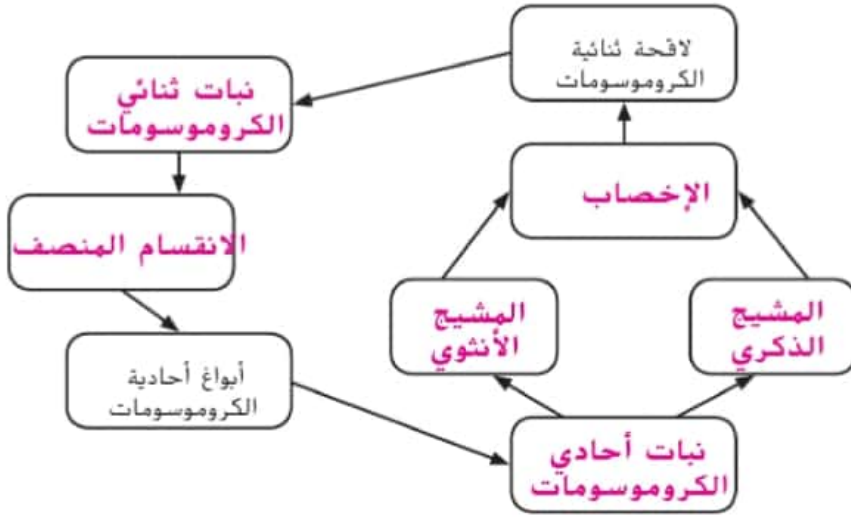 لاقحة ثنائية
الكروموسومات
نبات ثنائي
الكروموسومات
الإخصاب
الانقسام المنصف
المشيج
الذكري
المشيج
الأنثوي
أبواغ أحادية
الكروموسومات
نبات أحادي
الكروموسومات